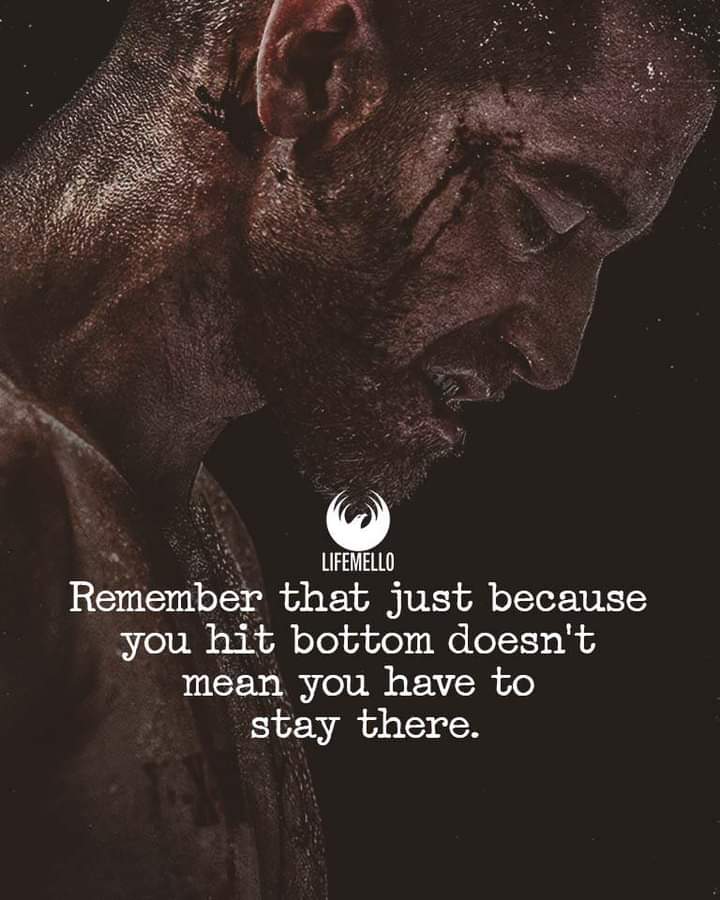 LIFEMELLO
Remember that just because
you hit bottom doesn't
mean you have to
stay there.